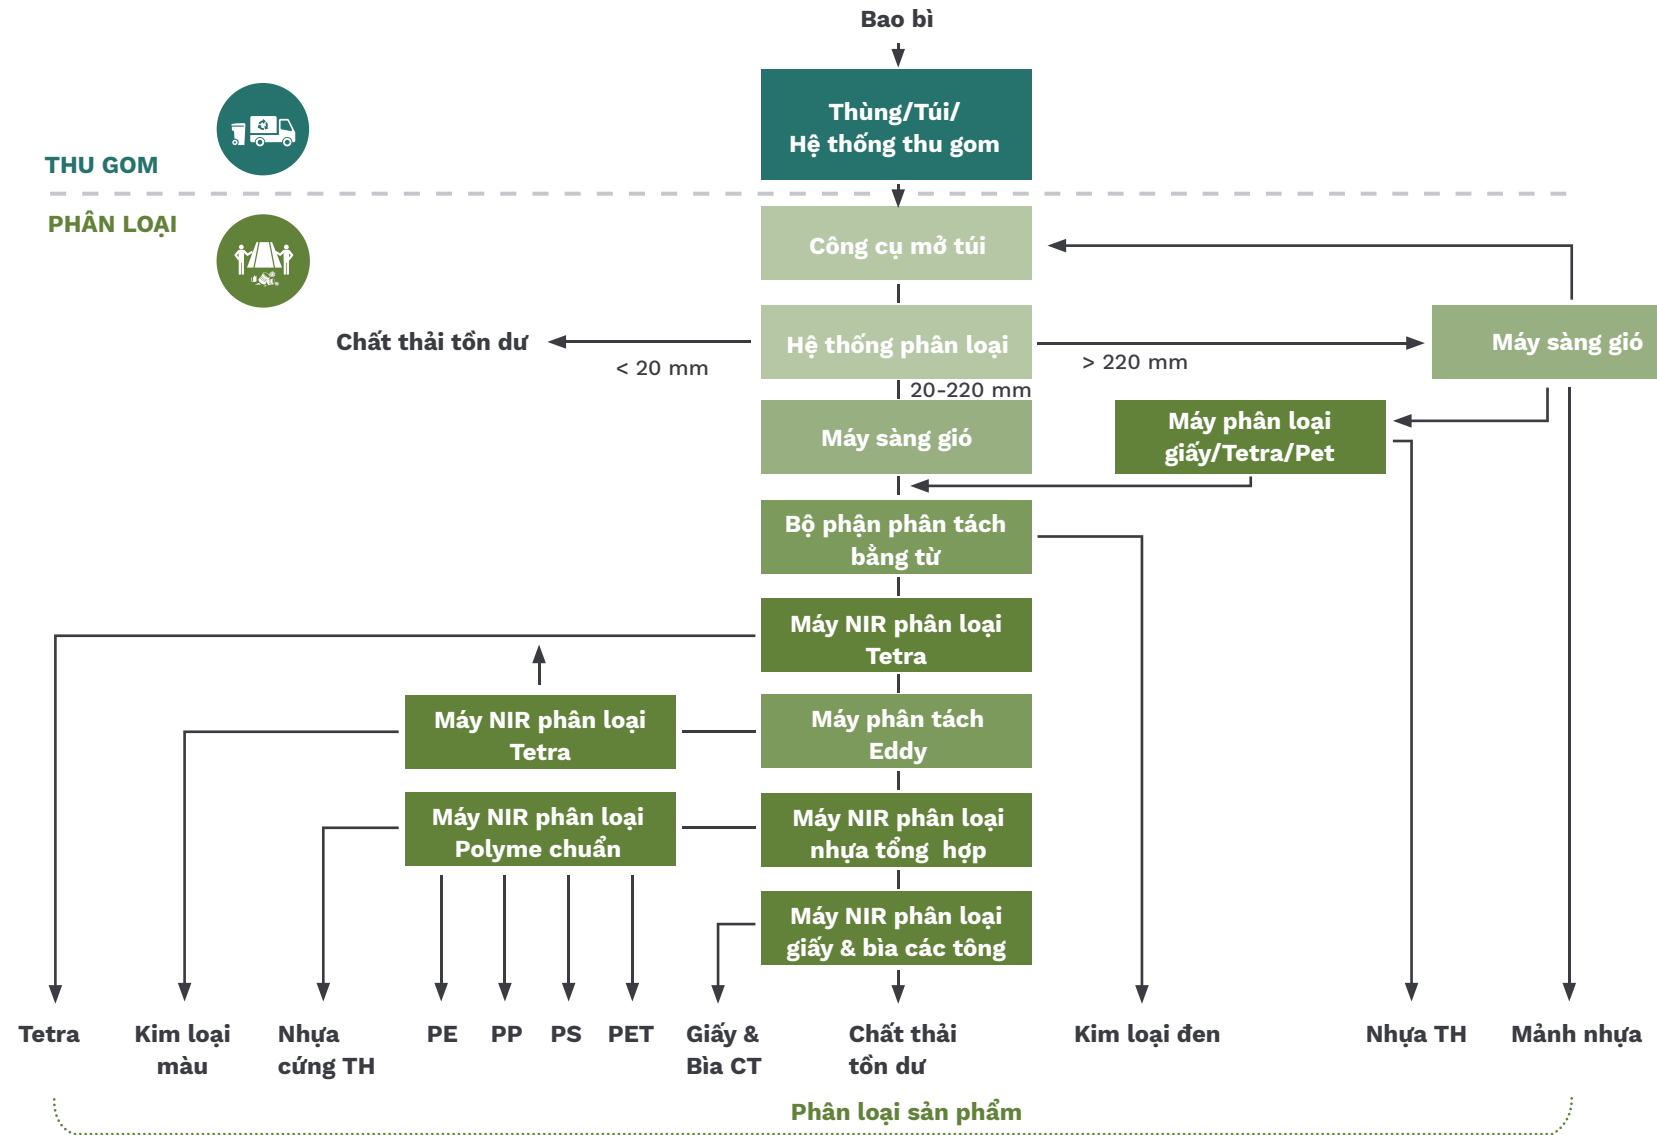 Bao bì
Thùng/Túi/
Hệ thống thu gom
THU GOM
PHÂN LOẠI
Công cụ mở túi
Chất thải tồn dư
< 20 mm
Hệ thống phân loại
> 220 mm
Máy sàng gió
20-220 mm
Máy sàng gió
Máy phân loại
giấy/Tetra/Pet
Bộ phận phân tách
bằng từ
Máy NIR phân loại
Tetra
Máy NIR phân loại
Tetra
Máy phân tách
Eddy
Máy NIR phân loại
Polyme chuẩn
Máy NIR phân loại
nhựa tổng hợp
Máy NIR phân loại
giấy & bìa các tông
Tetra
Kim loại
màu
Nhựa
cứng TH
PE
PP
PS
PET
Giấy &
Bìa CT
Chất thải
tồn dư
Kim loại đen
Nhựa TH
Mảnh nhựa
Phân loại sản phẩm